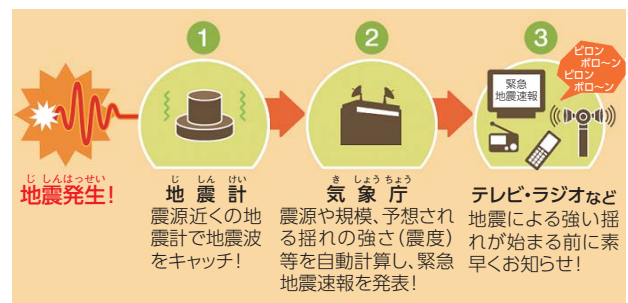 1
2
3
緊急
地震速報
ピロン
ポロ〜ン
ピロン
ポロ〜ン
じしんはっせい
地震発生!
じしんけい
地震計
震源近くの地
震計で地震波
をキャッチ!
きしょうちょう
気象庁
震源や規模、予想され
る揺れの強さ(震度)
等を自動計算し、緊急
地震速報を発表!
テレビ・ラジオなど
地震による強い揺
れが始まる前に素
早くお知らせ!